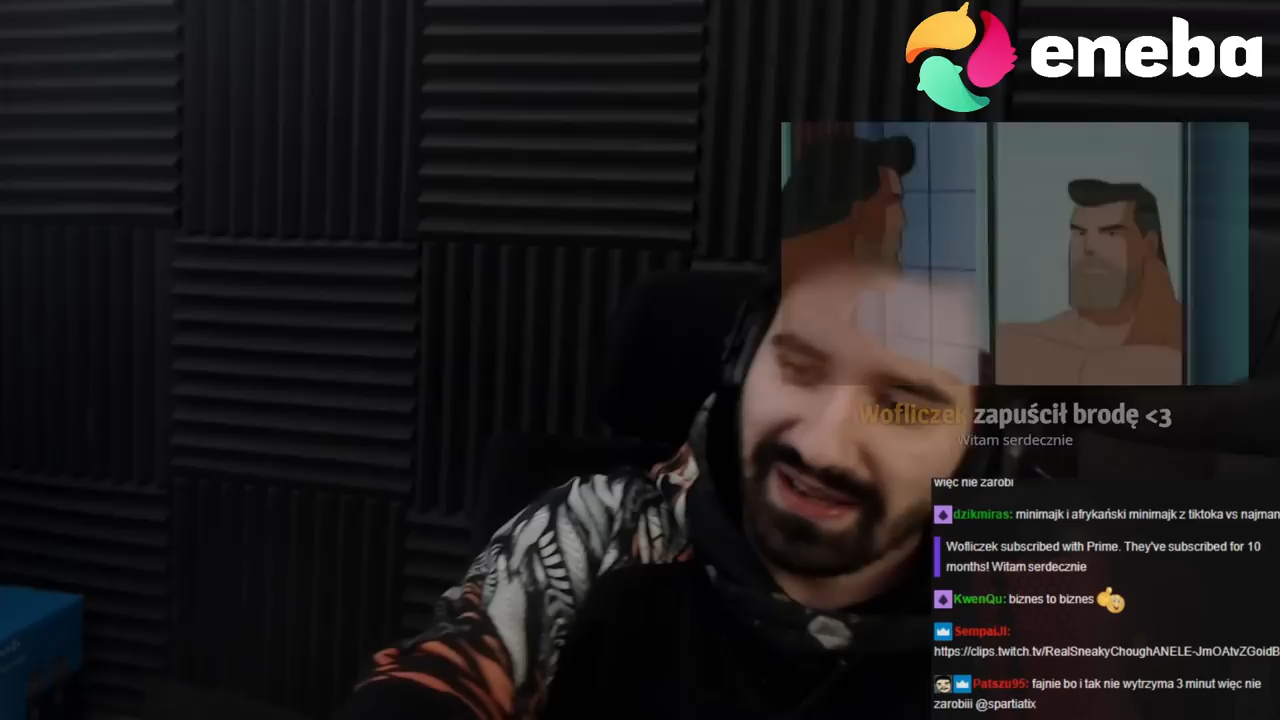 eneba
Wofliczek zapuścił brodę <3
Witam serdecznie
więc nie zarobi
dzikmiras: minimajk i afrykański minimajk z tiktoka vs najman
Wofliczek subscribed with Prime. They've subscribed for 10
months! Witam serdecznie
KwenQu: biznes to biznes
SempaiJI:
https://clips.twitch.tv/RealSneakyChoughANELE-JmOAtvZGoidB
Patszu95: fajnie bo i tak nie wytrzyma 3 minut więc nie
zarobiii @spartiatix